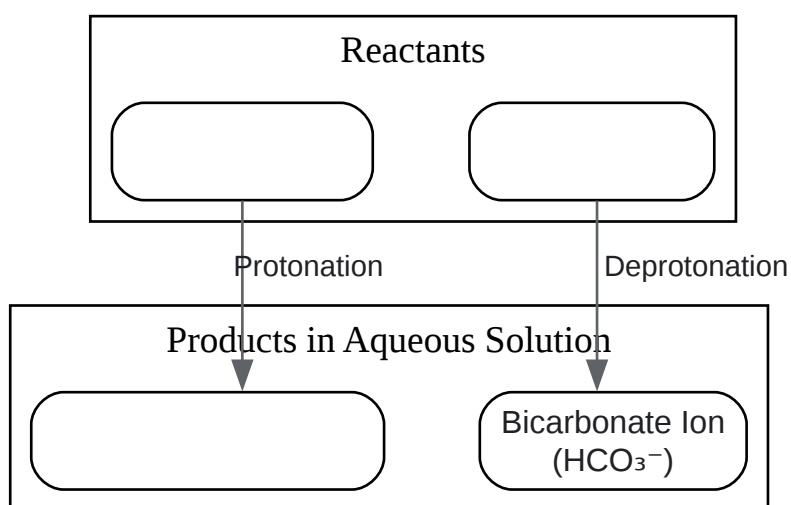 Reactants
Protonation
Deprotonation
Products in Aqueous Solution
Bicarbonate Ion
(HCO₃⁻)